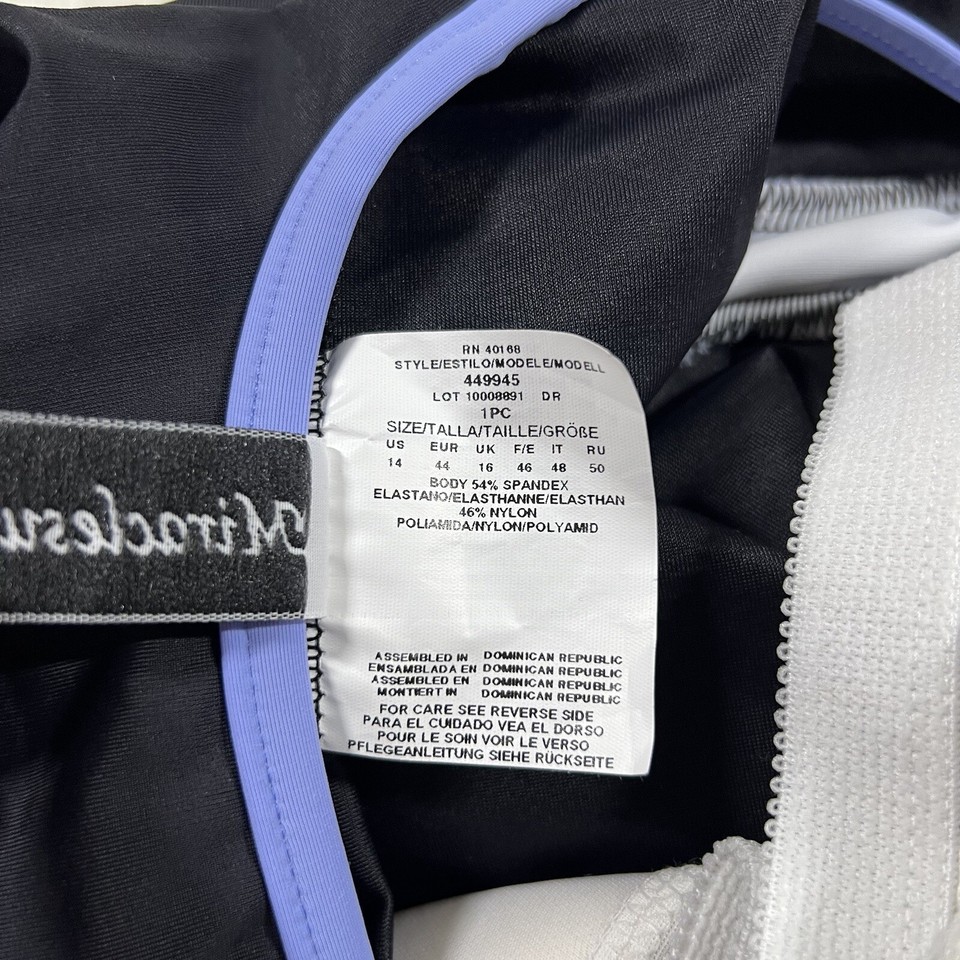 RN 40168
STYLE/ESTILO/MODELE/MODELL
449945
LOT 10008891 DR
1PC
SIZE/TALLA/TAILLE/GRÖßE
US EUR UK F/E IT RU
14 44 16 46 48 50
BODY 54% SPANDEX
ELASTANO/ELASTHANNE/ELASTHAN
46% NYLON
POLIAMIDA/NYLON/POLYAMID
Miraclesu
ASSEMBLED IN DOMINICAN REPUBLIC
ENSAMBLADA EN DOMINICAN REPUBLIC
ASSEMBLED EN DOMINICAN REPUBLIC
MONTIERT IN DOMINICAN REPUBLIC
FOR CARE SEE REVERSE SIDE
PARA EL CUIDADO VEA EL DORSO
POUR LE SOIN VOIR LE VERSO
PFLEGEANLEITUNG SIEHE RÜCKSEITE